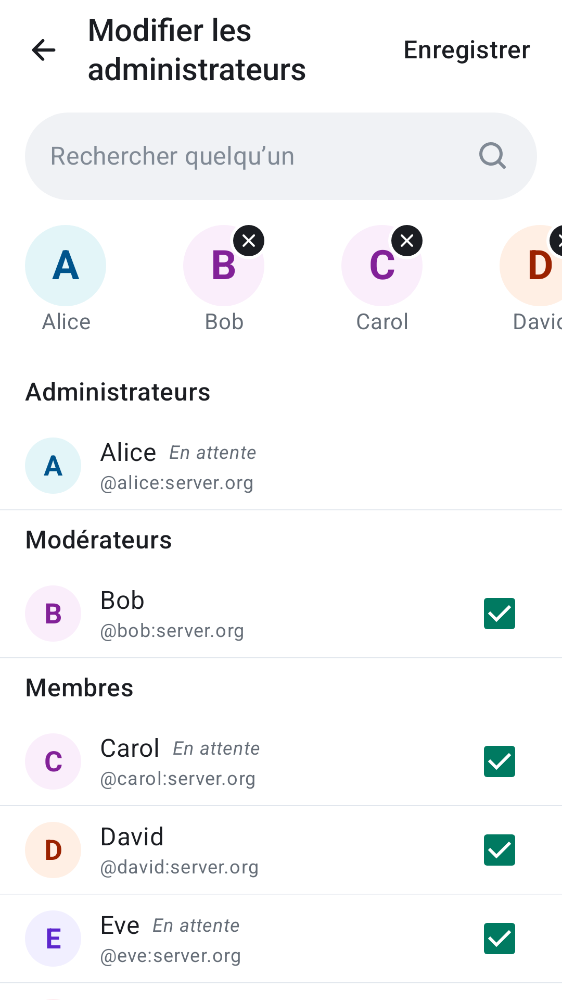 Modifier les
administrateurs
Enregistrer
Rechercher quelqu’un
A
B
C
D
Alice
Bob
Carol
David
Administrateurs
A
Alice En attente
@alice:server.org
Modérateurs
B
Bob
@bob:server.org
Membres
C
Carol En attente
@carol:server.org
D
David
@david:server.org
E
Eve En attente
@eve:server.org